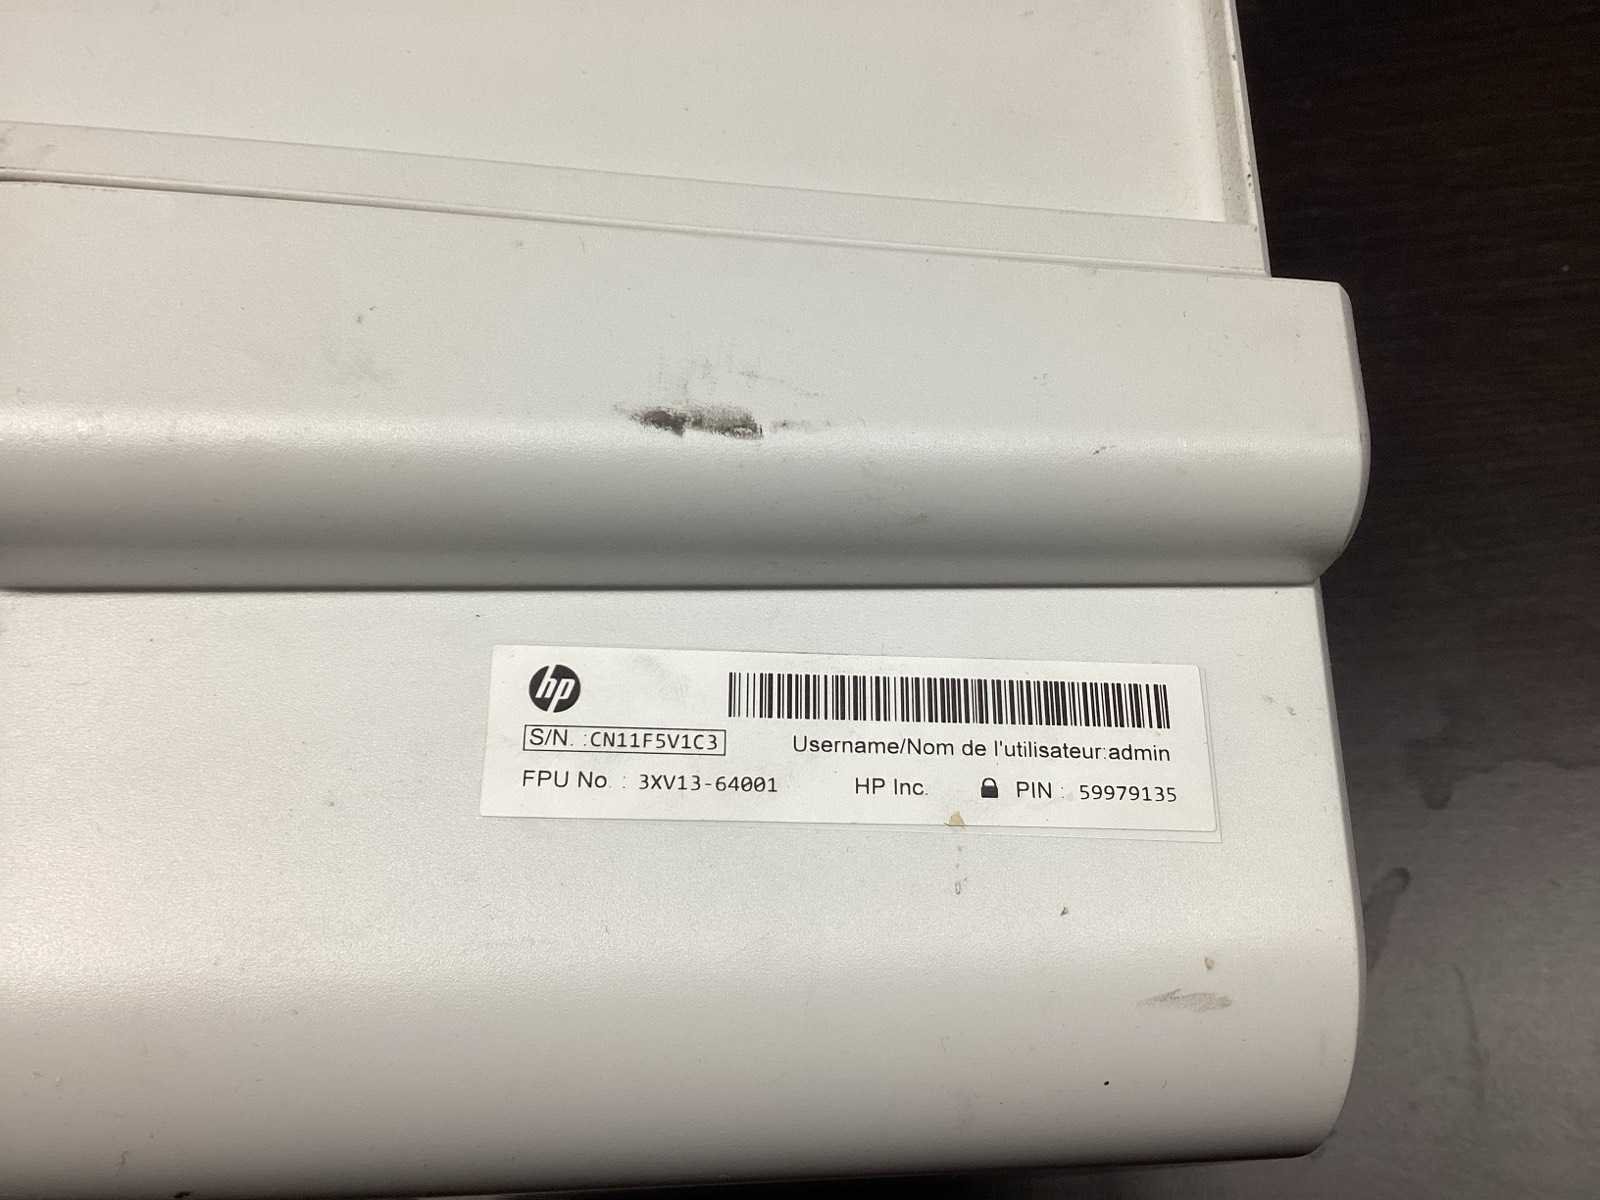 hp
S/N. :CN11F5V1C3
Username/Nom de l'utilisateur:admin
FPU No. : 3XV13-64001
HP Inc.
PIN : 59979135